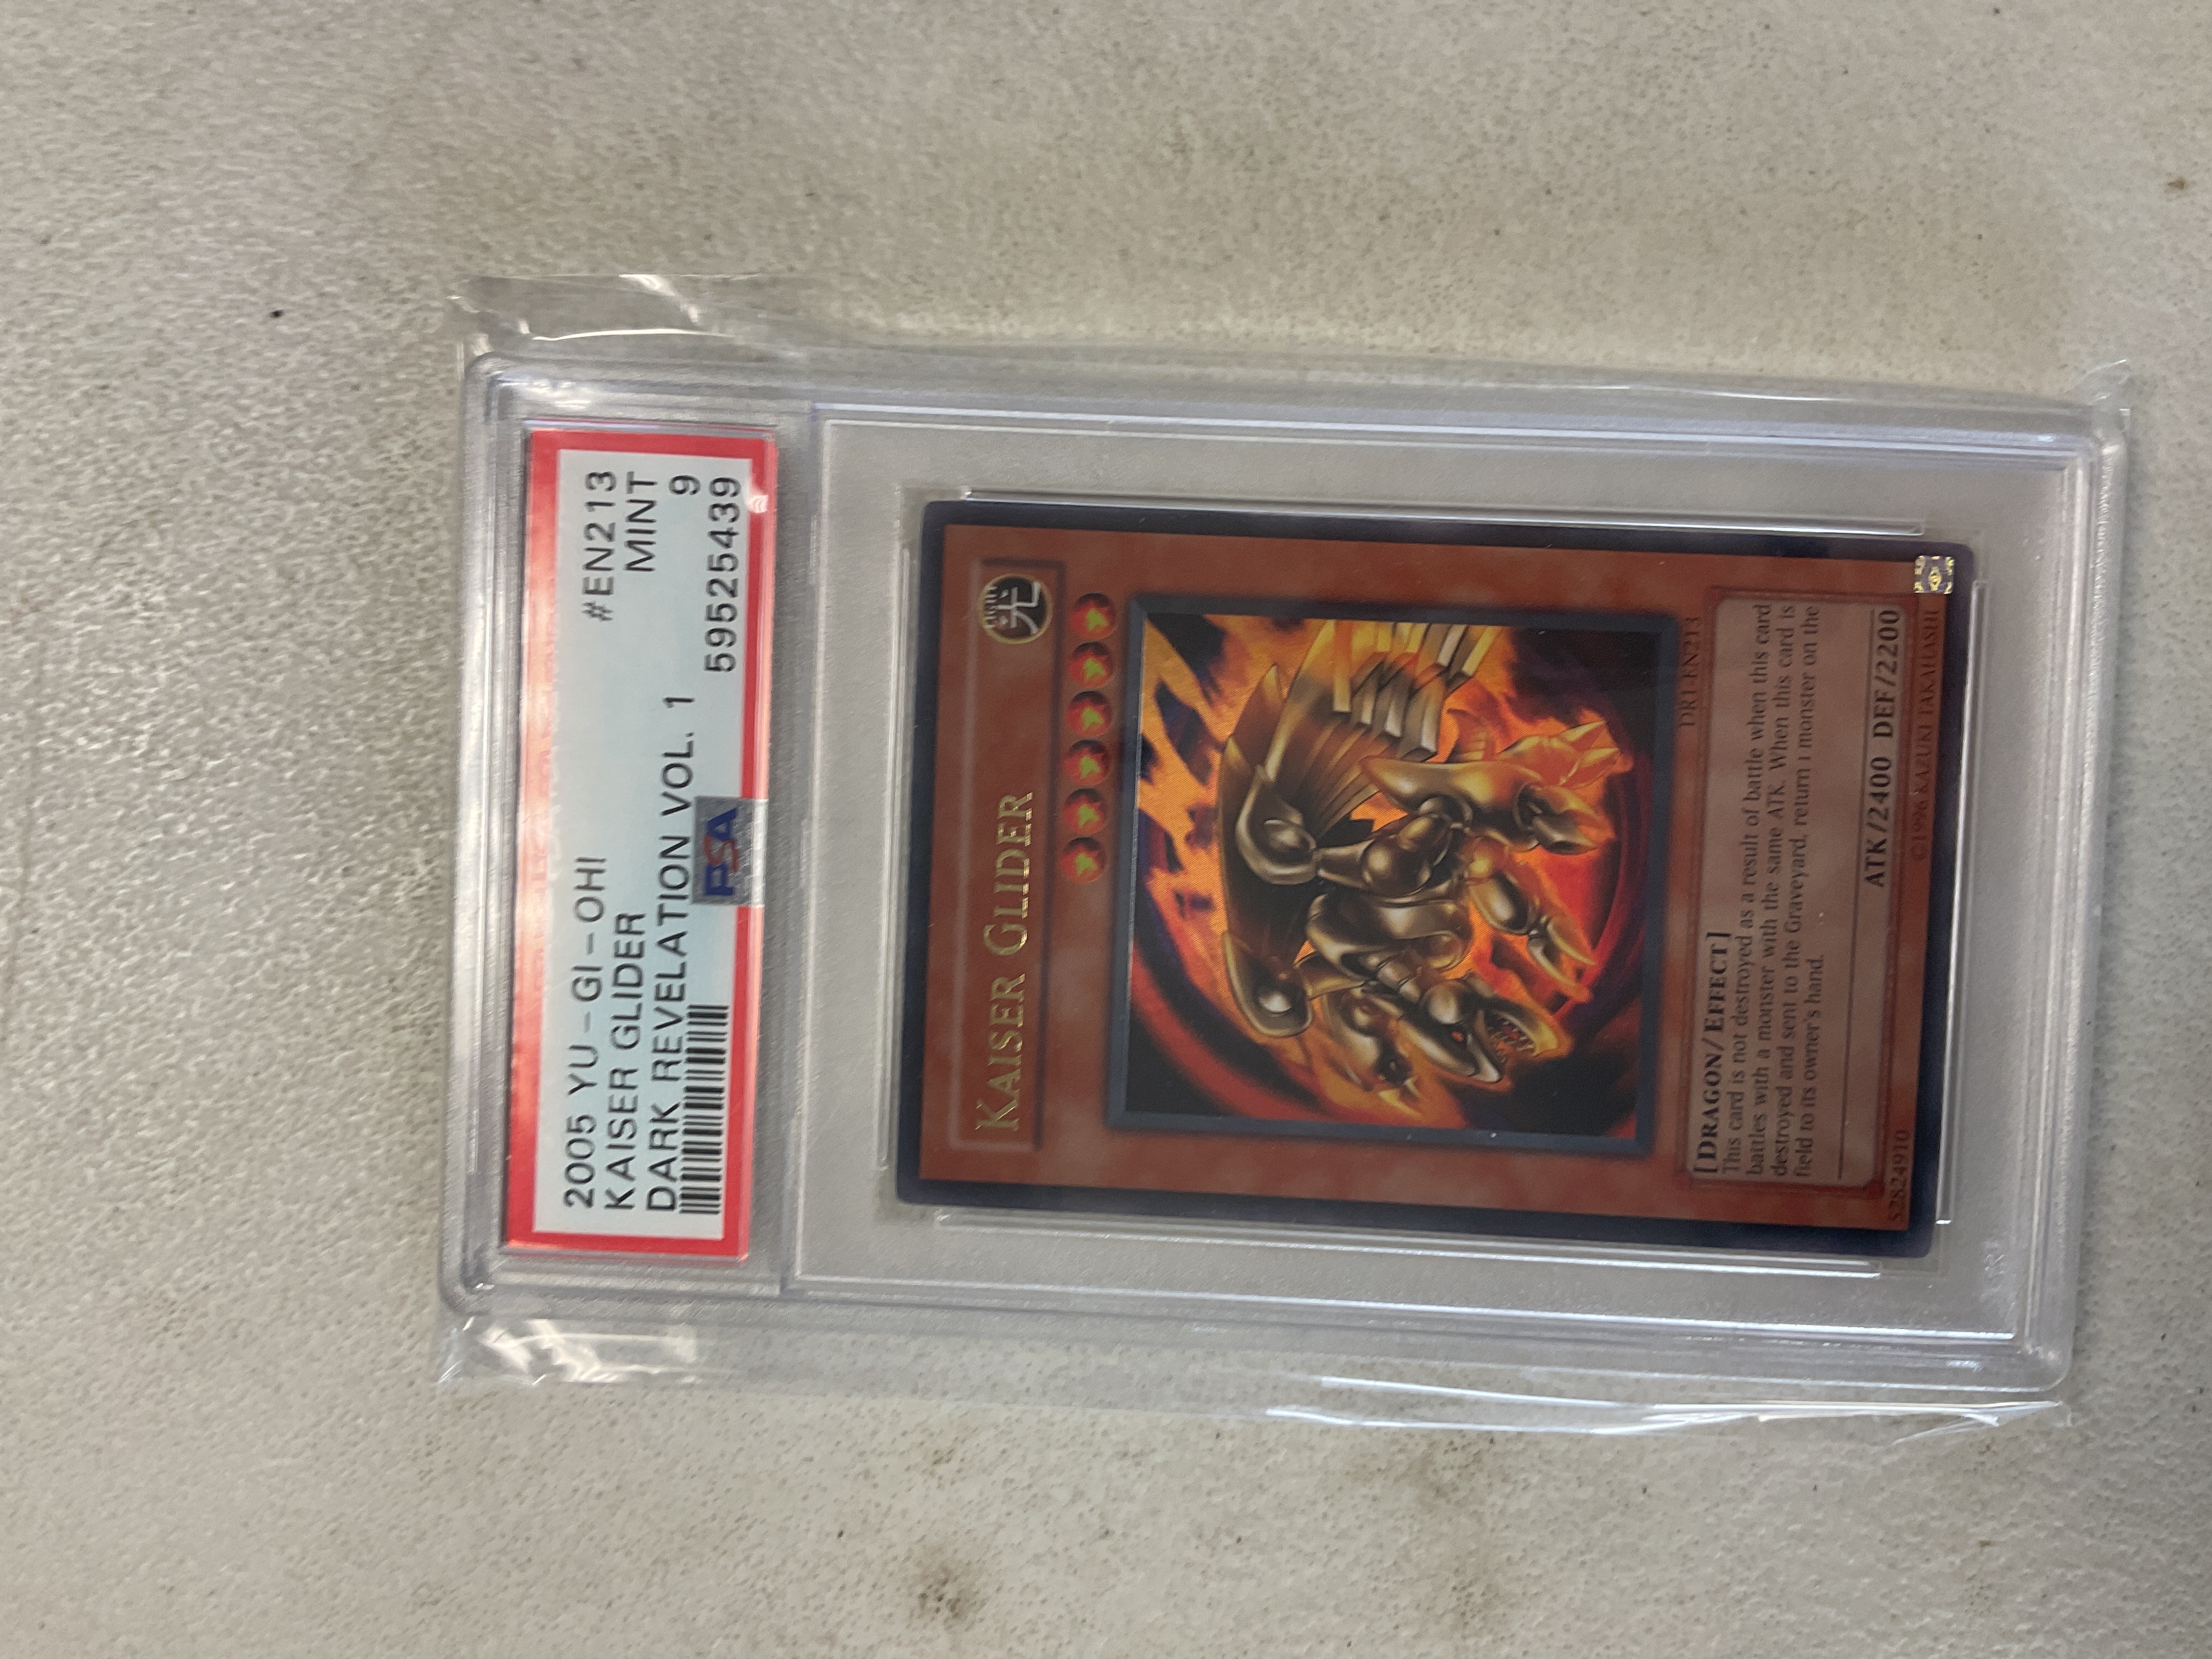 2005 YU-GI-OH! #EN213
KAISER GLIDER MINT
DARK REVELATION VOL. 1 9
PSA 59525439
KAISER GLIDER
LIGHT
光
DR1-EN213
[DRAGON/EFFECT]
This card is not destroyed as a result of battle when this card
battles with a monster with the same ATK. When this card is
destroyed and sent to the Graveyard, return 1 monster on the
field to its owner's hand.
ATK/2400 DEF/2200
52824910 ©1996 KAZUKI TAKAHASHI